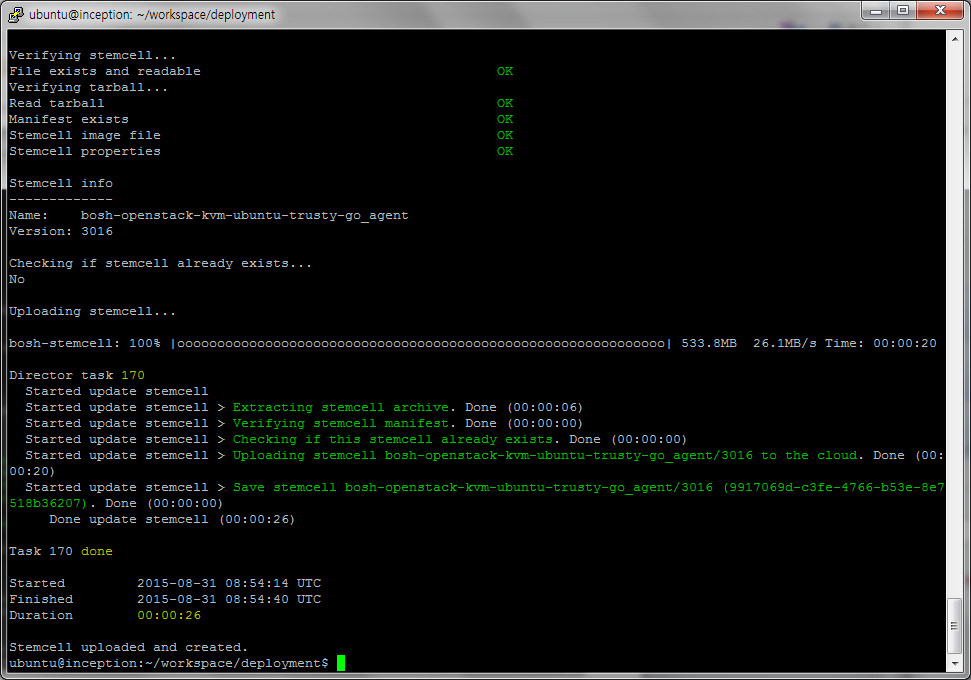 ubuntu@inception: ~/workspace/deployment
Verifying stemcell...
File exists and readable                                     OK
Verifying tarball...
Read tarball                                                 OK
Manifest exists                                              OK
Stemcell image file                                          OK
Stemcell properties                                          OK
Stemcell info
-------------
Name:    bosh-openstack-kvm-ubuntu-trusty-go_agent
Version: 3016
Checking if stemcell already exists...
No
Uploading stemcell...
bosh-stemcell: 100% |ooooooooooooooooooooooooooooooooooooooooooooooooooooooooooooo| 533.8MB  26.1MB/s Time: 00:00:20
Director task 170
  Started update stemcell
  Started update stemcell > Extracting stemcell archive. Done (00:00:06)
  Started update stemcell > Verifying stemcell manifest. Done (00:00:00)
  Started update stemcell > Checking if this stemcell already exists. Done (00:00:00)
  Started update stemcell > Uploading stemcell bosh-openstack-kvm-ubuntu-trusty-go_agent/3016 to the cloud. Done (00:
00:20)
  Started update stemcell > Save stemcell bosh-openstack-kvm-ubuntu-trusty-go_agent/3016 (9917069d-c3fe-4766-b53e-8e7
518b36207). Done (00:00:00)
     Done update stemcell (00:00:26)
Task 170 done
Started         2015-08-31 08:54:14 UTC
Finished        2015-08-31 08:54:40 UTC
Duration        00:00:26
Stemcell uploaded and created.
ubuntu@inception:~/workspace/deployment$